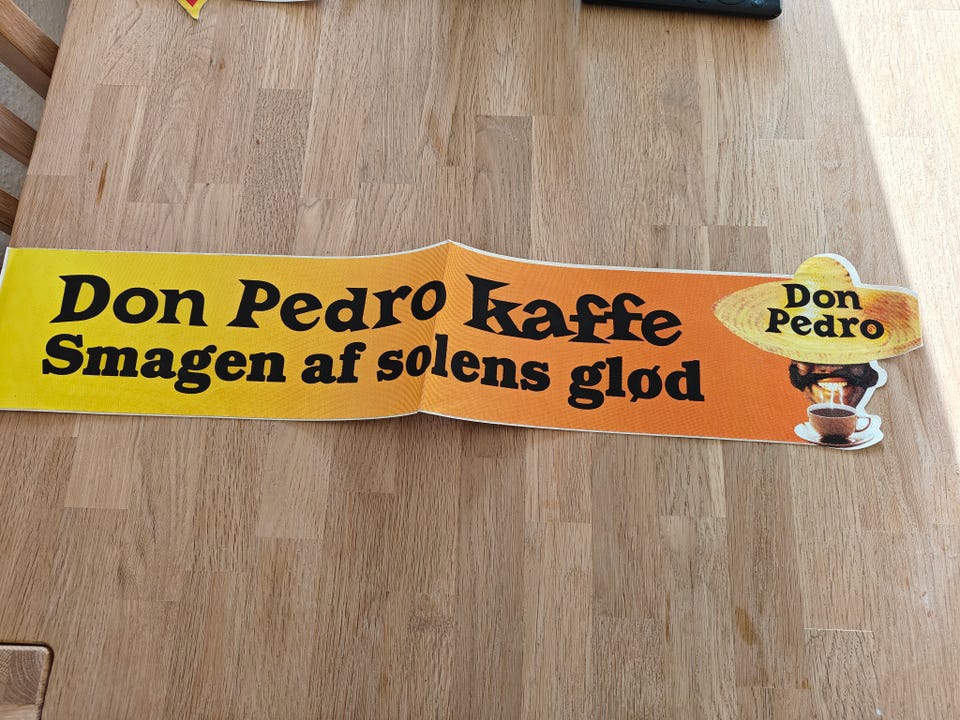 Don Pedro kaffe
Smagen af solens glød
Don
Pedro